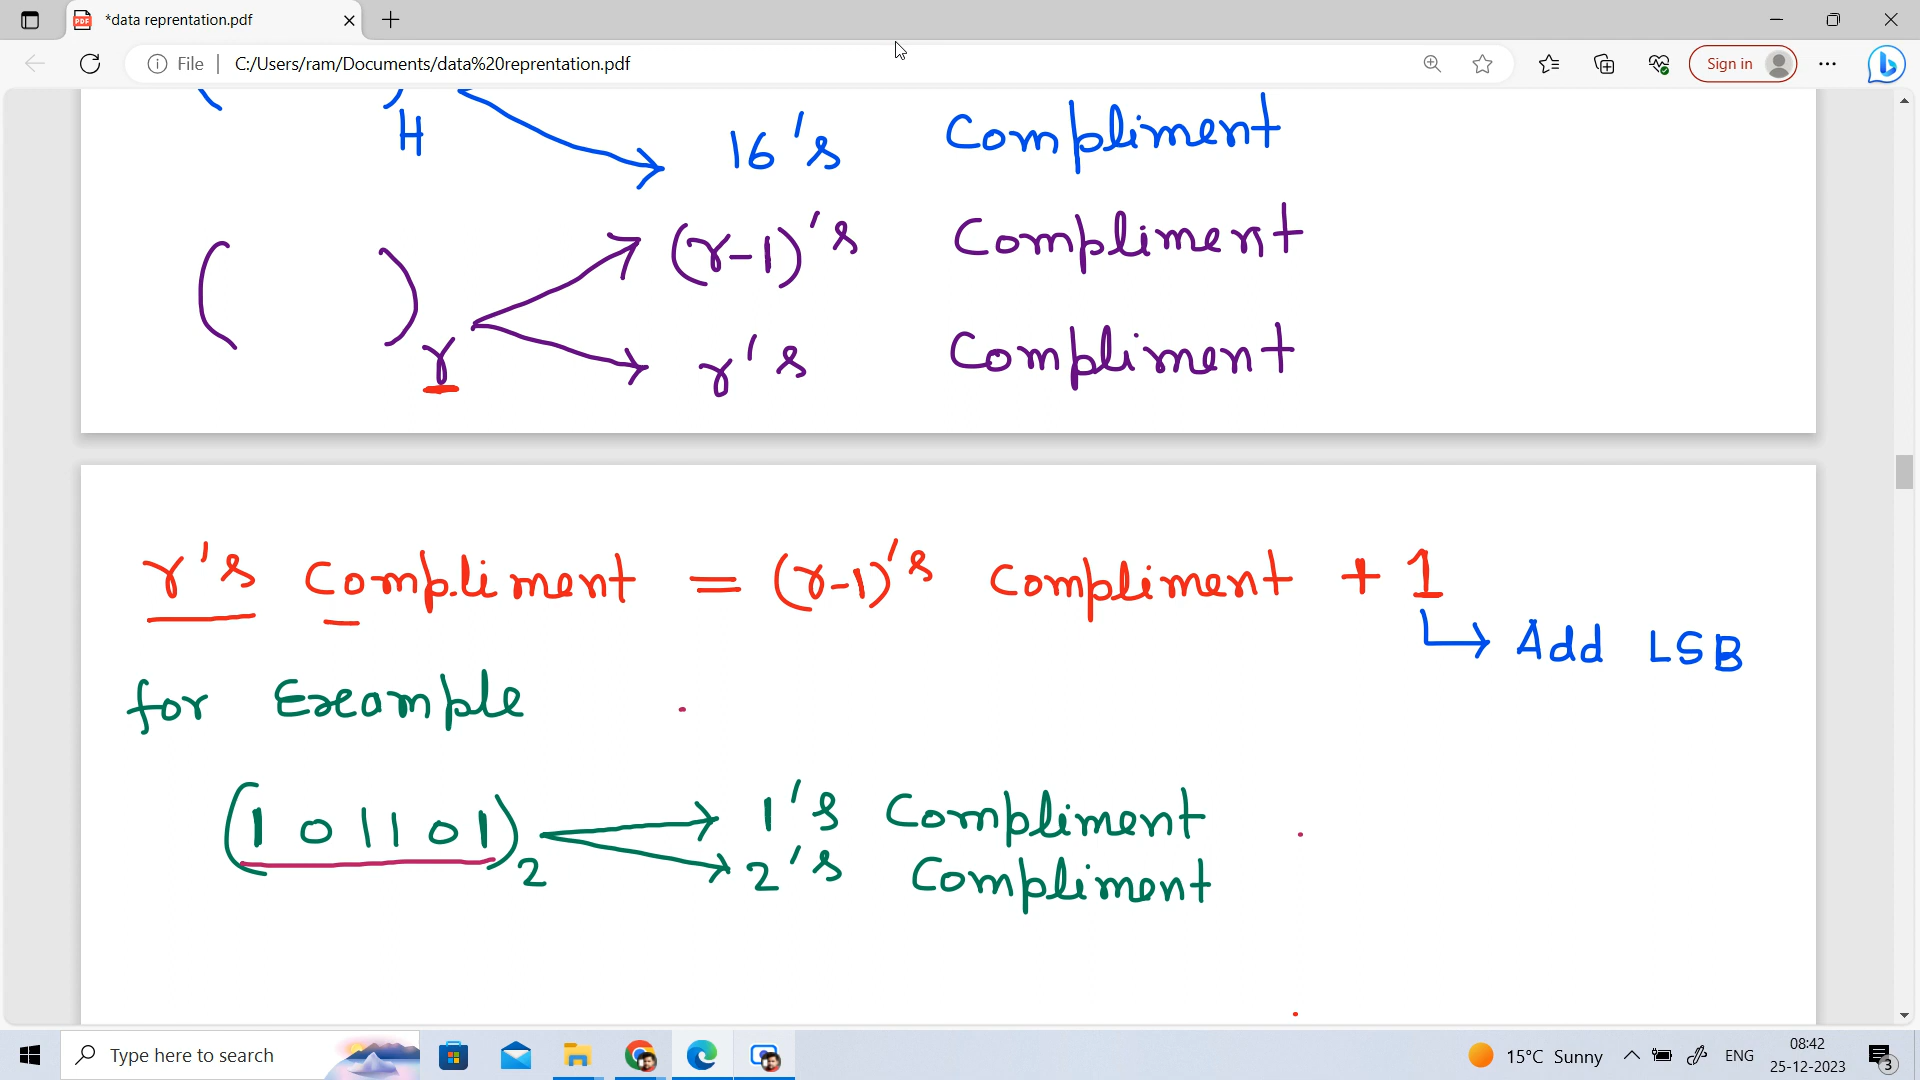 *data reprentation.pdf
File | C:/Users/ram/Documents/data%20reprentation.pdf
Sign in
( )H → 16's Compliment
( )r → (r-1)'s Compliment
→ r's Compliment
r's Compliment = (r-1)'s Compliment + 1
→ Add LSB
for Example
(101101)2 → 1's Compliment
→ 2's Compliment
Type here to search
15°C Sunny
ENG
08:42
25-12-2023
3